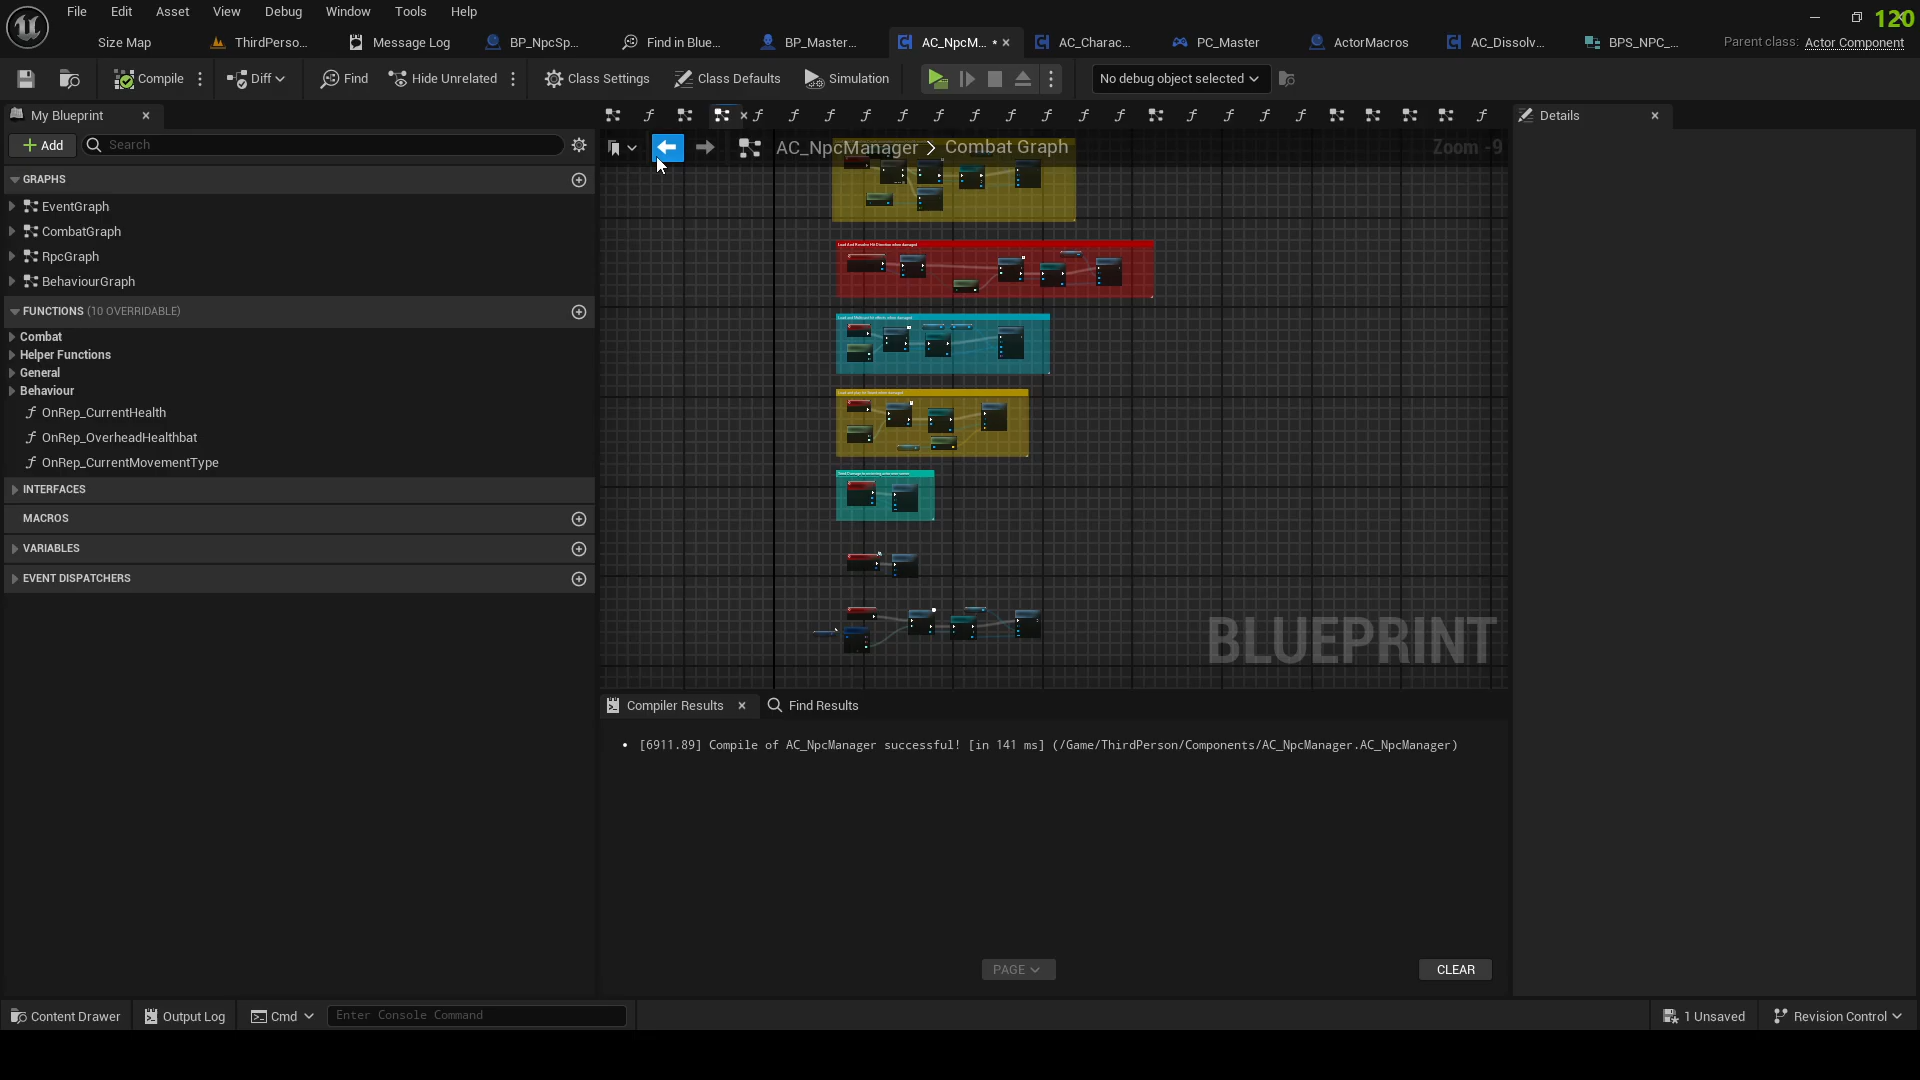 File Edit Asset View Debug Window Tools Help
120
Size Map ThirdPerso... Message Log BP_NpcSp... Find in Blue... BP_Master... AC_NpcM... • AC_Charac... PC_Master ActorMacros AC_Dissolv... BPS_NPC_... Parent class: Actor Component
Compile Diff Find Hide Unrelated Class Settings Class Defaults Simulation No debug object selected
My Blueprint
Details
Add Search
AC_NpcManager > Combat Graph Zoom -9
GRAPHS
EventGraph
CombatGraph
RpcGraph
BehaviourGraph
FUNCTIONS (10 OVERRIDABLE)
Combat
Helper Functions
General
Behaviour
OnRep_CurrentHealth
OnRep_OverheadHealthbat
OnRep_CurrentMovementType
INTERFACES
MACROS
VARIABLES
EVENT DISPATCHERS
BLUEPRINT
Compiler Results Find Results
• [6911.89] Compile of AC_NpcManager successful! [in 141 ms] (/Game/ThirdPerson/Components/AC_NpcManager.AC_NpcManager)
PAGE CLEAR
Content Drawer Output Log Cmd Enter Console Command 1 Unsaved Revision Control